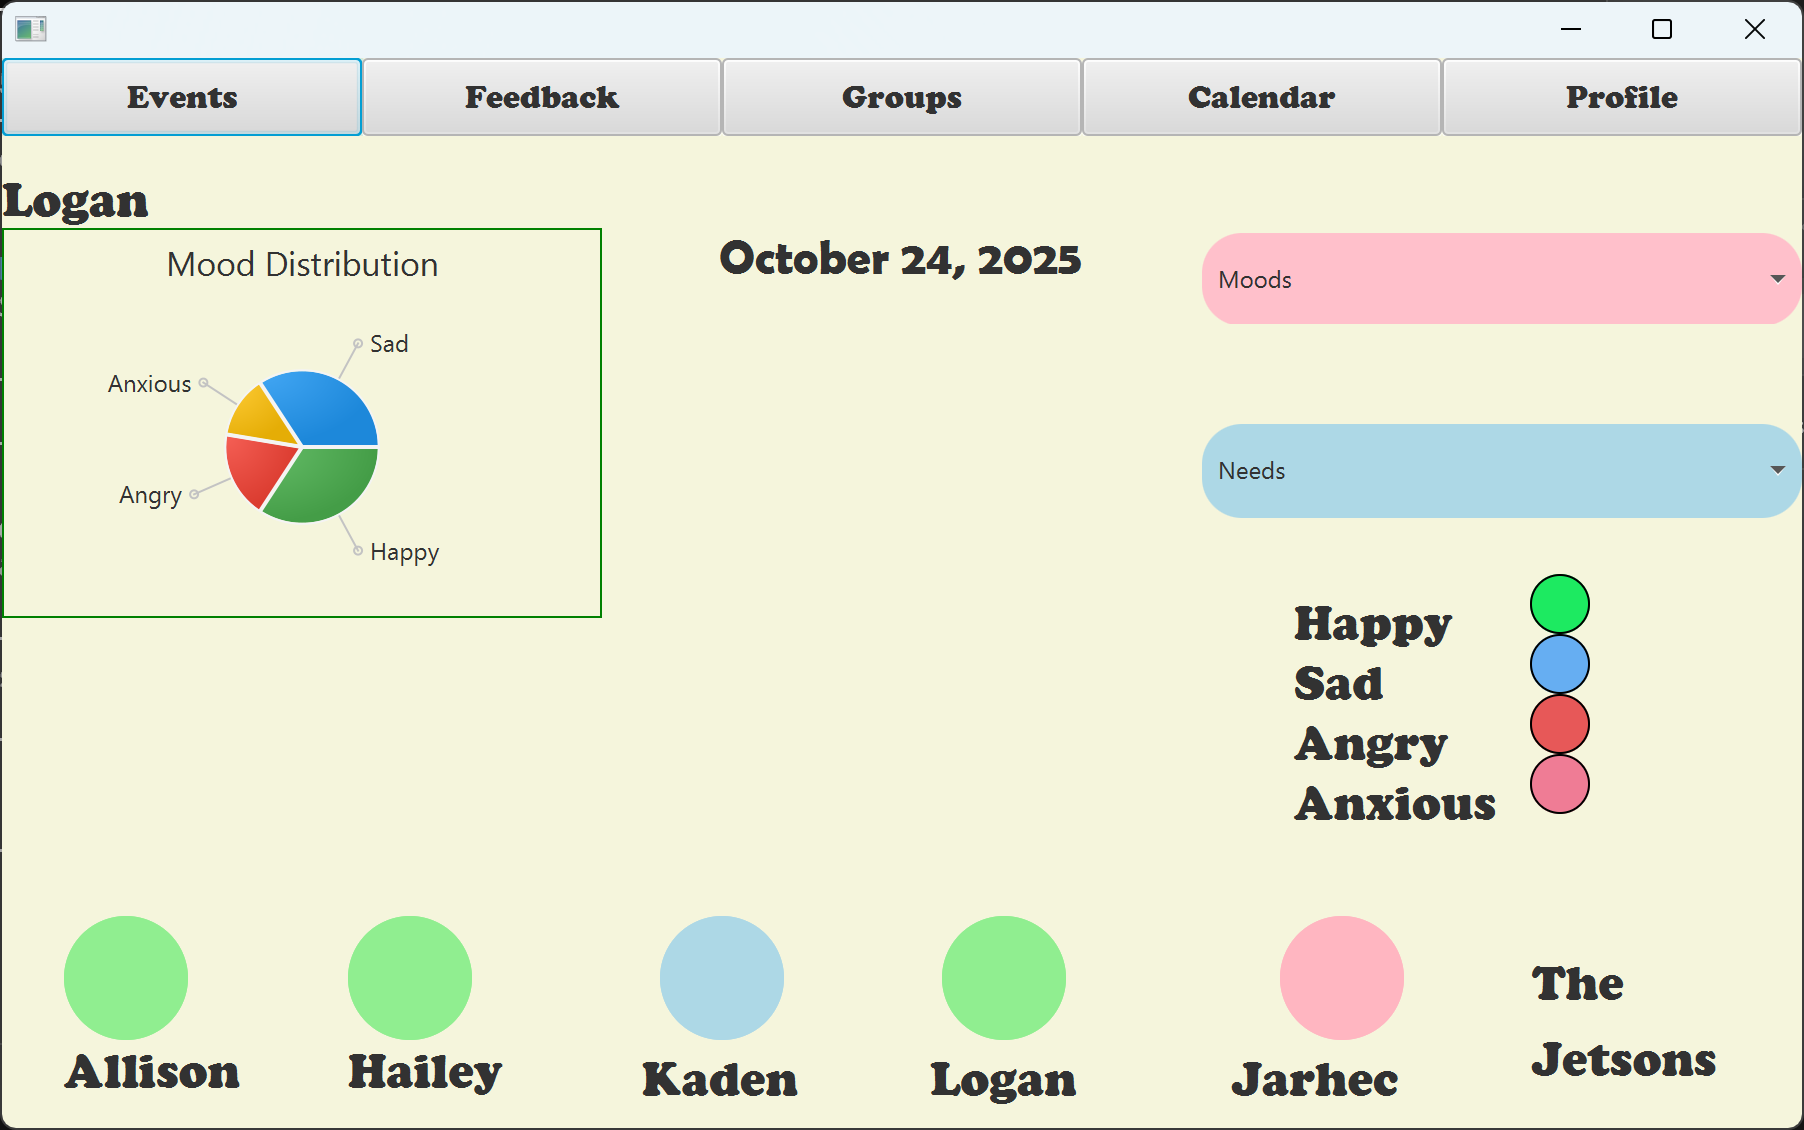 Events
Feedback
Groups
Calendar
Profile
Logan
Mood Distribution
Sad
Anxious
Angry
Happy
October 24, 2025
Moods
Needs
Happy
Sad
Angry
Anxious
Allison
Hailey
Kaden
Logan
Jarhec
The
Jetsons